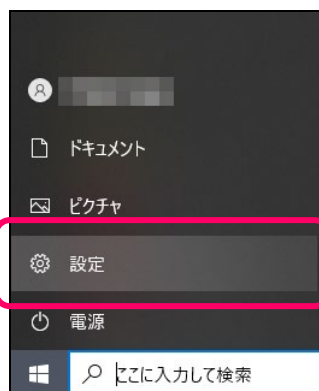 ドキュメント
ピクチャ
設定
電源
ここに入力して検索